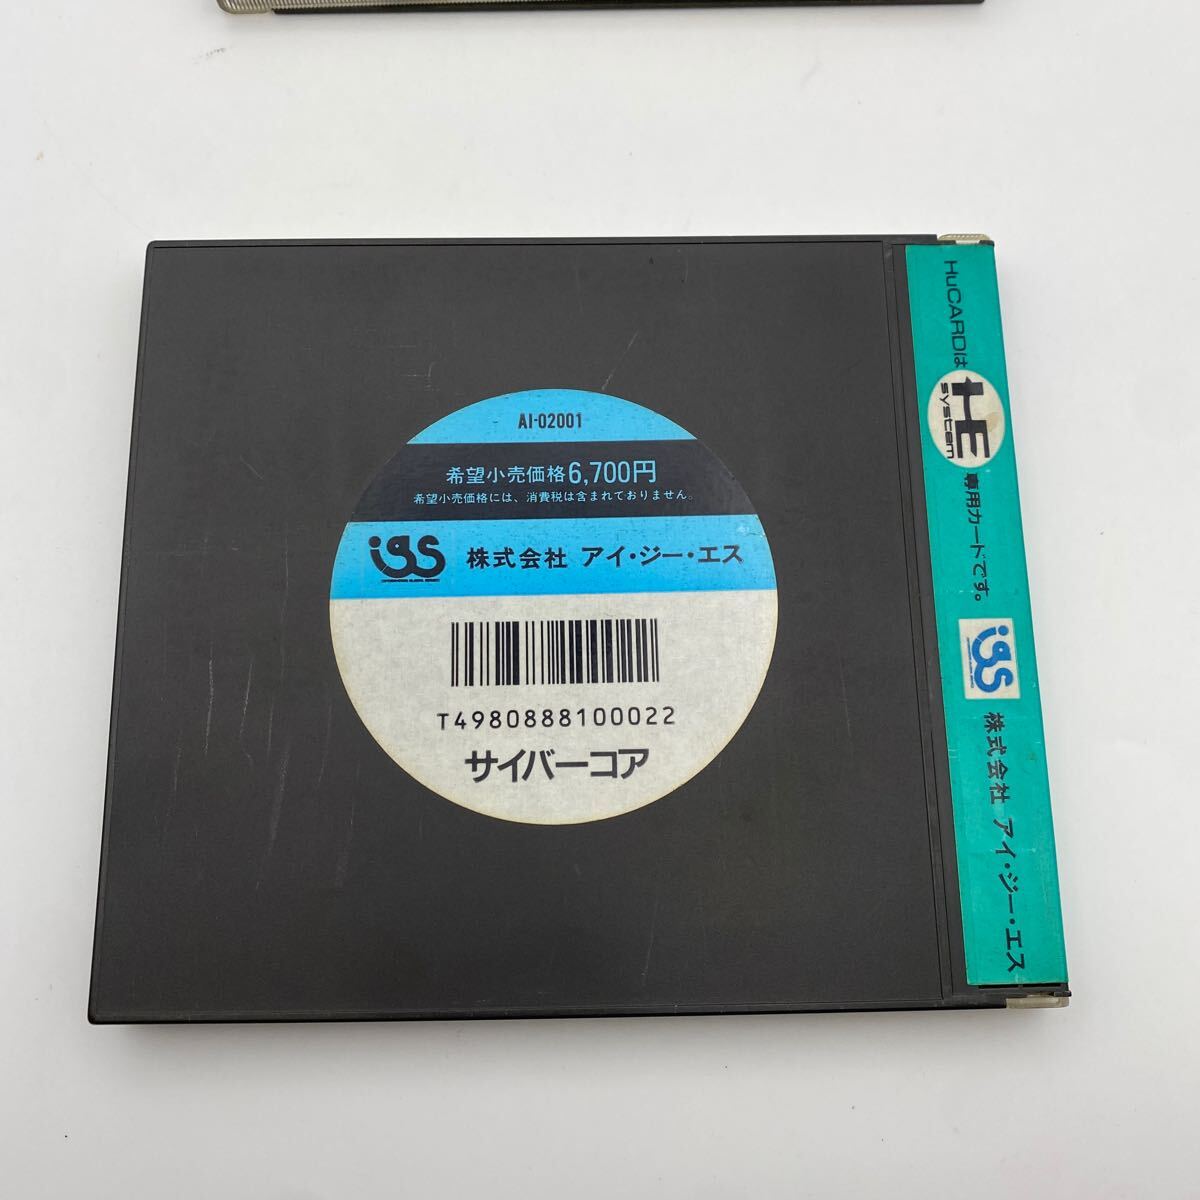 AI-02001
希望小売価格6,700円
希望小売価格には、消費税は含まれておりません。
igs 株式会社 アイ・ジー・エス
T4980888100022
サイバーコア
HuCARDは HE system 専用カードです。 igs 株式会社 アイ・ジー・エス